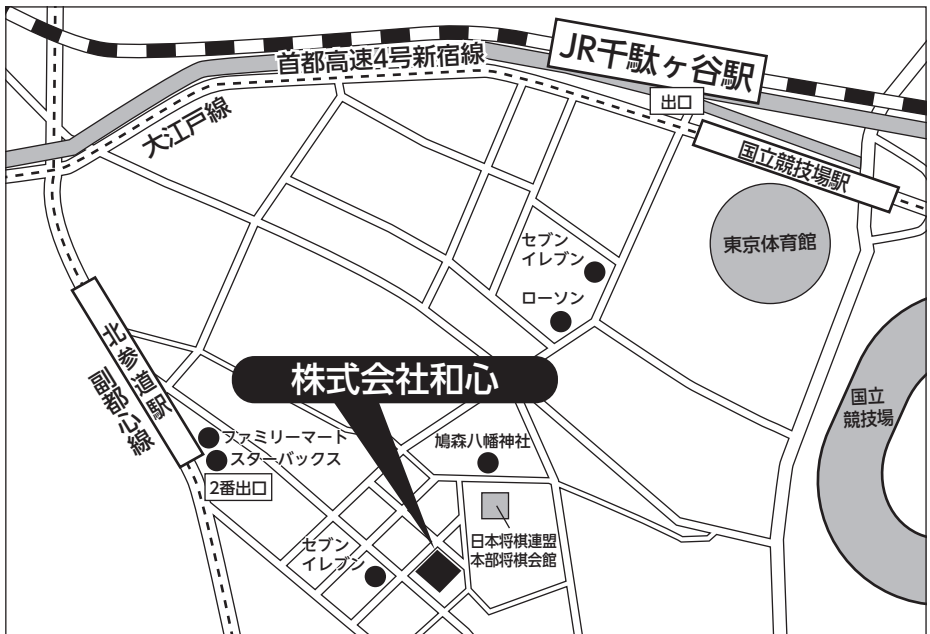 JR千駄ヶ谷駅
首都高速4号新宿線
出口
大江戸線
国立競技場駅
セブン
イレブン
東京体育館
ローソン
北参道駅
副都心線
株式会社和心
国立
競技場
ファミリーマート
スターバックス
2番出口
鳩森八幡神社
セブン
イレブン
日本将棋連盟
本部将棋会館